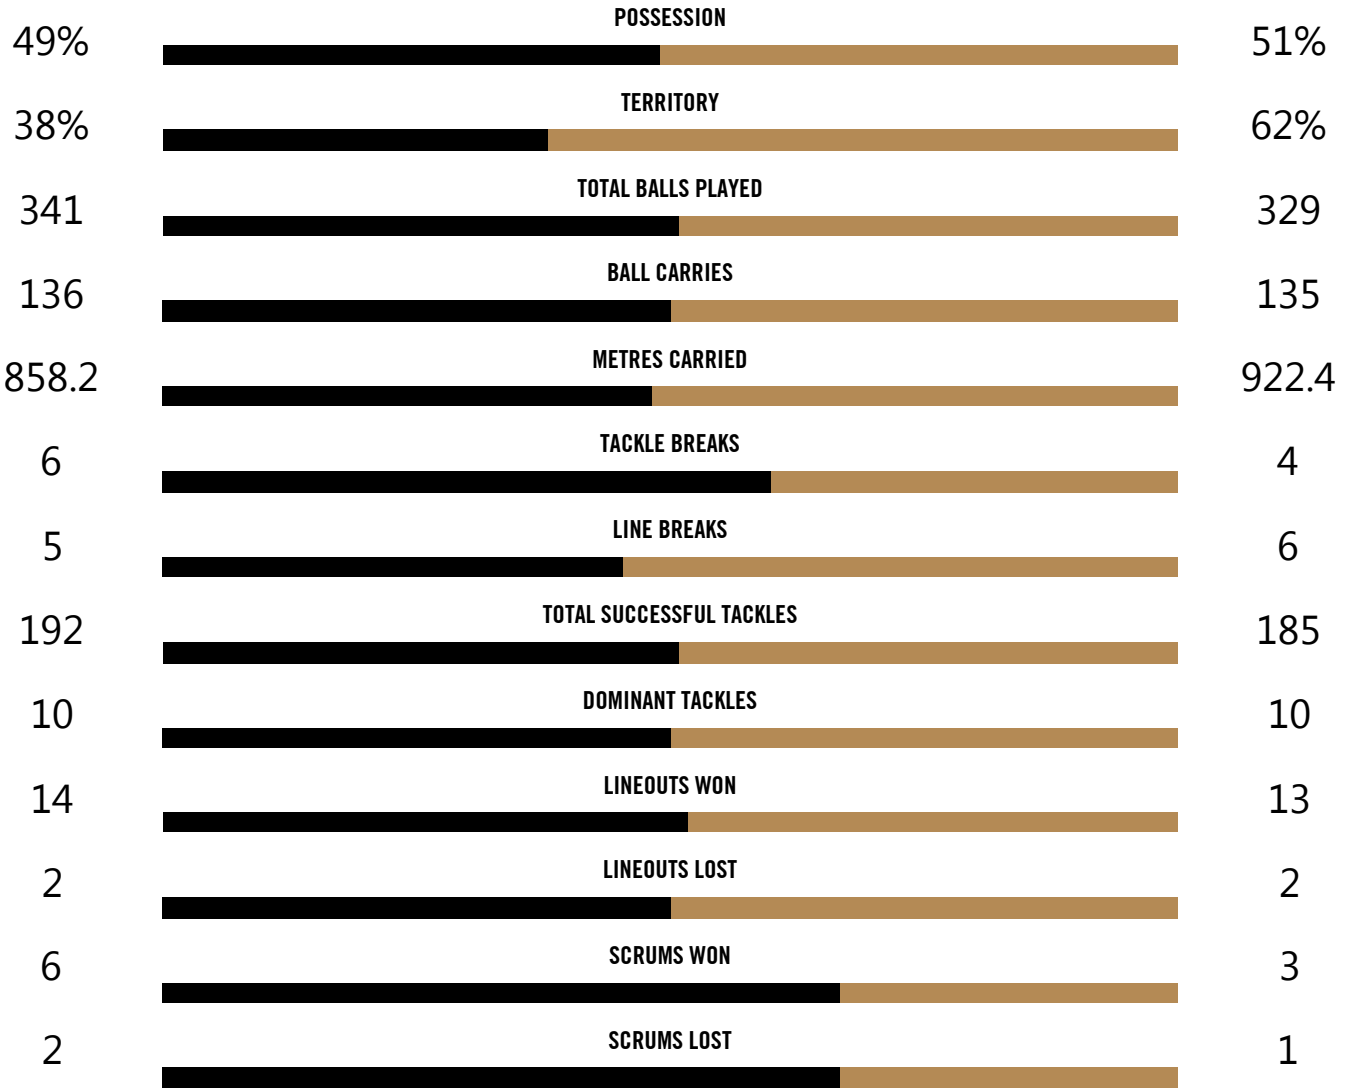 POSSESSION
49% 51%
TERRITORY
38% 62%
TOTAL BALLS PLAYED
341 329
BALL CARRIES
136 135
METRES CARRIED
858.2 922.4
TACKLE BREAKS
6 4
LINE BREAKS
5 6
TOTAL SUCCESSFUL TACKLES
192 185
DOMINANT TACKLES
10 10
LINEOUTS WON
14 13
LINEOUTS LOST
2 2
SCRUMS WON
6 3
SCRUMS LOST
2 1